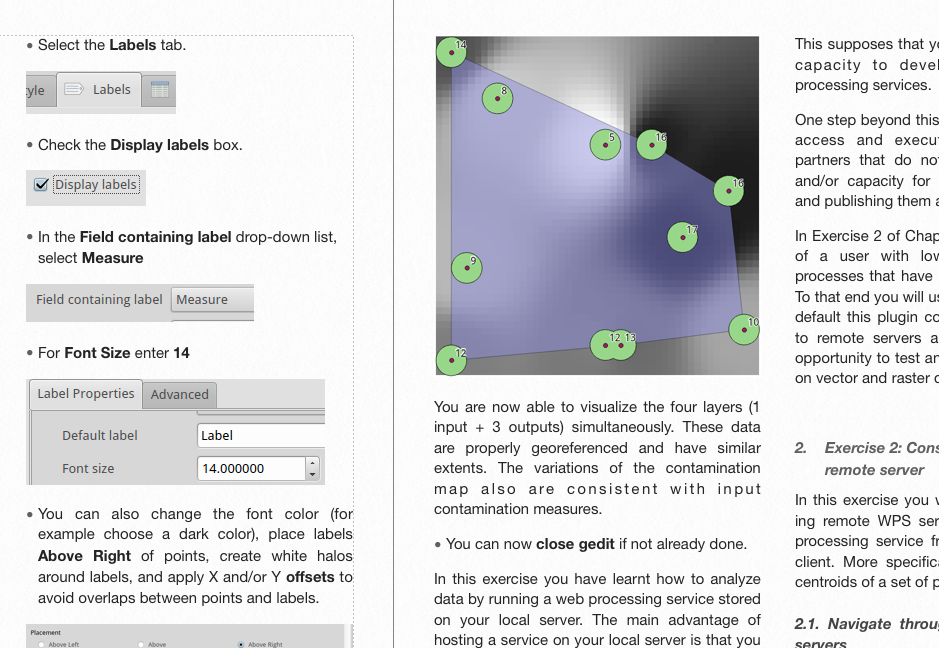 • Select the Labels tab.
yle Labels
• Check the Display labels box.
Display labels
• In the Field containing label drop-down list,
select Measure
Field containing label Measure
• For Font Size enter 14
Label Properties Advanced
Default label Label
Font size 14.000000
• You can also change the font color (for
example choose a dark color), place labels
Above Right of points, create white halos
around labels, and apply X and/or Y offsets to
avoid overlaps between points and labels.
Placement
Above Left Above Above Right
14
8
5
16
16
17
9
10
12 13
12
You are now able to visualize the four layers (1
input + 3 outputs) simultaneously. These data
are properly georeferenced and have similar
extents. The variations of the contamination
map also are consistent with input
contamination measures.
• You can now close gedit if not already done.
In this exercise you have learnt how to analyze
data by running a web processing service stored
on your local server. The main advantage of
hosting a service on your local server is that you
This supposes that yo
capacity to devel
processing services.
One step beyond this
access and execut
partners that do not
and/or capacity for
and publishing them a
In Exercise 2 of Chap
of a user with low
processes that have
To that end you will us
default this plugin co
to remote servers a
opportunity to test an
on vector and raster d
2. Exercise 2: Cons
remote server
In this exercise you w
ing remote WPS ser
processing service fr
client. More specifica
centroids of a set of p
2.1. Navigate throug
servers